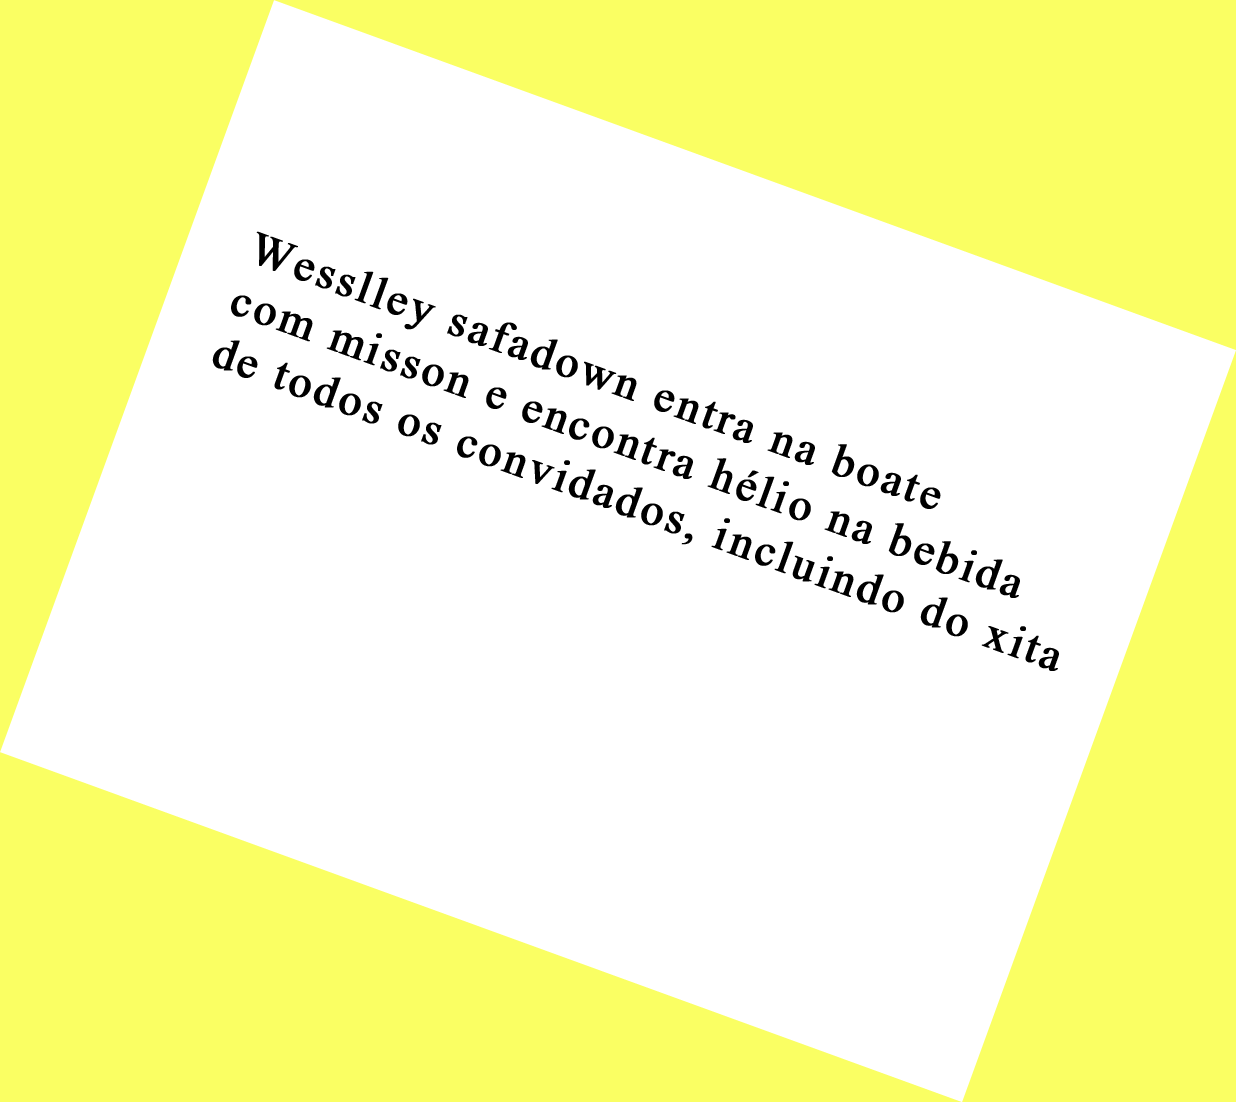 Wesslley safadown entra na boate
com misson e encontra hélio na bebida
de todos os convidados, incluindo do xita